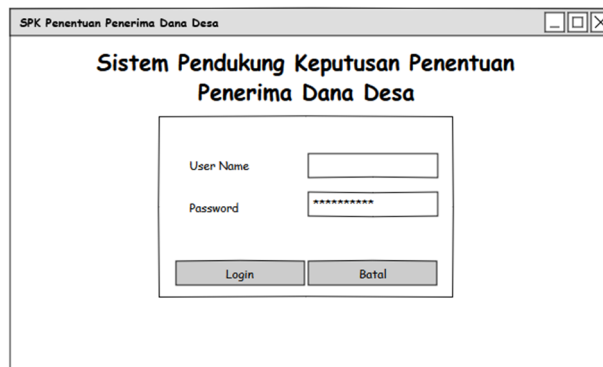 SPK Penentuan Penerima Dana Desa
Sistem Pendukung Keputusan Penentuan
Penerima Dana Desa
User Name
Password
**********
Login
Batal